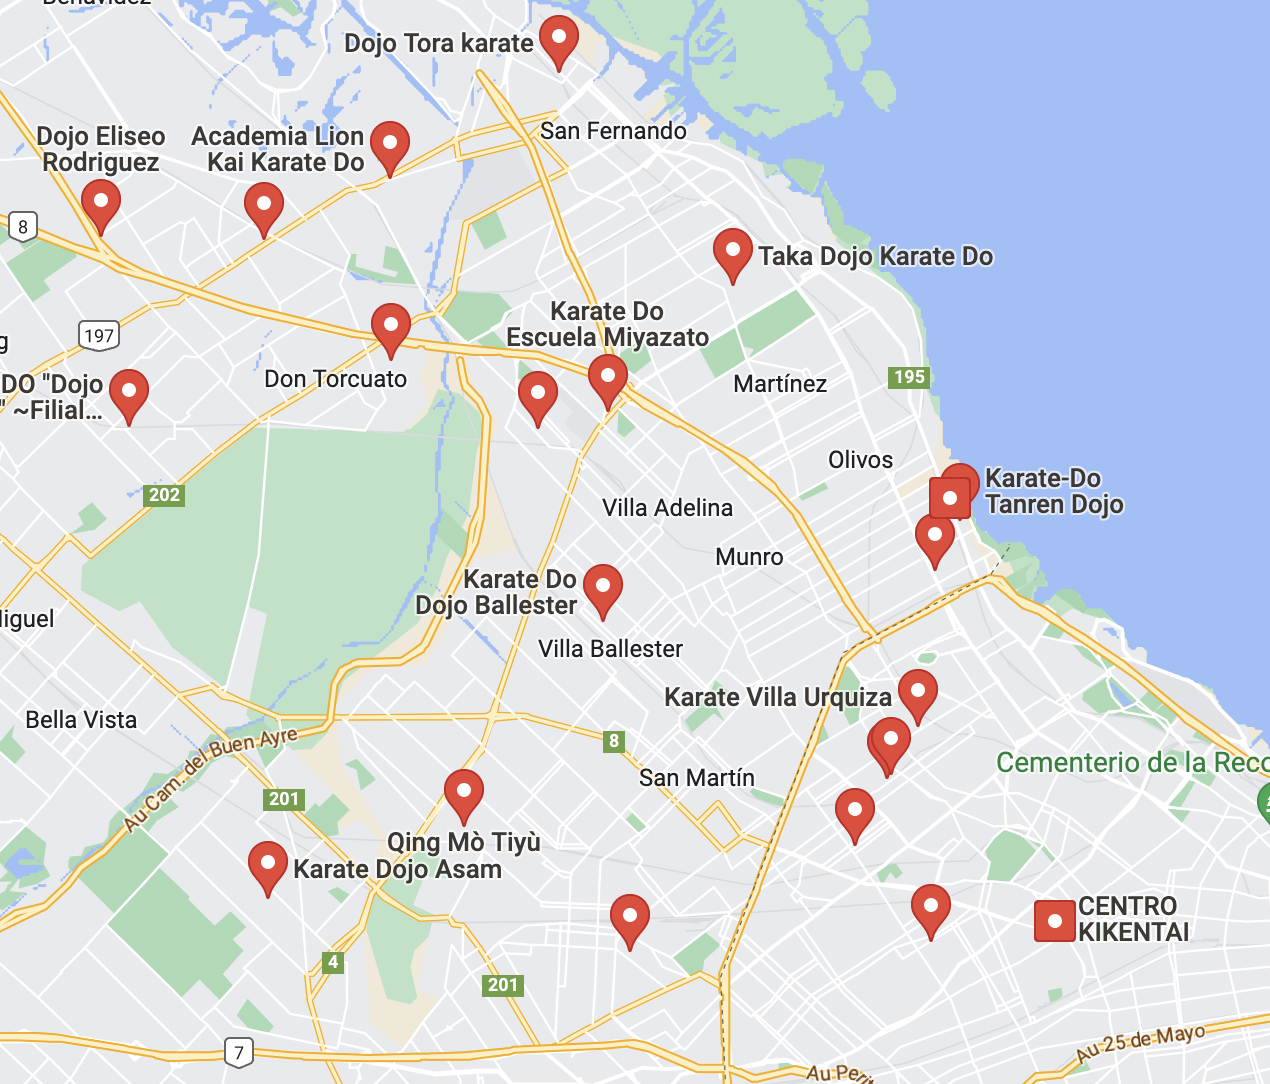 Benavidez
Dojo Tora karate
San Fernando
Dojo Eliseo
Rodriguez
Academia Lion
Kai Karate Do
8
Taka Dojo Karate Do
Karate Do
Escuela Miyazato
197
g
DO "Dojo
" ~Filial...
Don Torcuato
Martínez
195
Olivos
Karate-Do
Tanren Dojo
202
Villa Adelina
Munro
Karate Do
Dojo Ballester
liguel
Villa Ballester
Karate Villa Urquiza
Bella Vista
Au Cam. del Buen Ayre
8
San Martín
Cementerio de la Reco
201
Qing Mò Tiyù
Karate Dojo Asam
CENTRO
KIKENTAI
4
201
7
Au 25 de Mayo
Au Perit